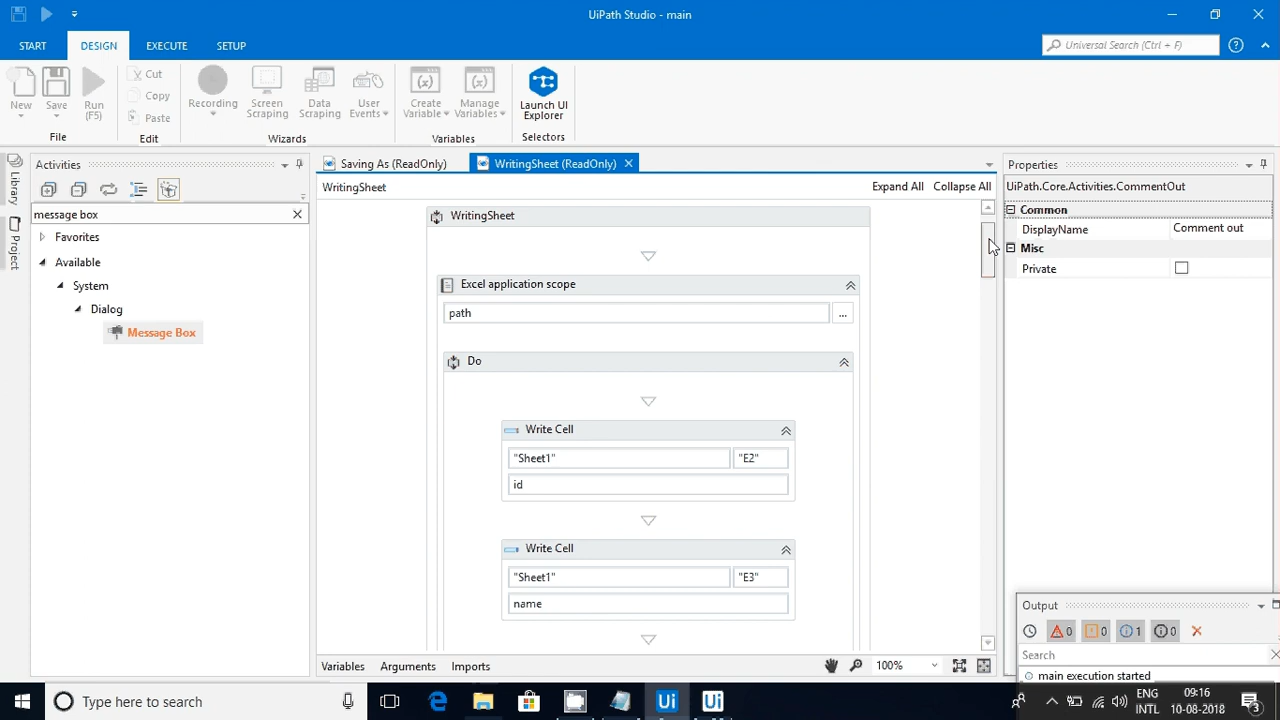 UiPath Studio - main
START
DESIGN
EXECUTE
SETUP
Universal Search (Ctrl + F)
New
Save
Run
(F5)
File
Cut
Copy
Paste
Edit
Recording
Screen
Scraping
Data
Scraping
User
Events
Wizards
Create
Variable
Manage
Variables
Variables
Launch UI
Explorer
Selectors
Library
Project
Activities
message box
Favorites
Available
System
Dialog
Message Box
Saving As (ReadOnly)
WritingSheet (ReadOnly)
WritingSheet
Expand All
Collapse All
WritingSheet
Excel application scope
path
...
Do
Write Cell
"Sheet1"
"E2"
id
Write Cell
"Sheet1"
"E3"
name
Variables
Arguments
Imports
100%
Properties
UiPath.Core.Activities.CommentOut
Common
DisplayName
Comment out
Misc
Private
Output
0
0
1
0
Search
main execution started
Type here to search
Ui
Ui
ENG
INTL
09:16
10-08-2018
3